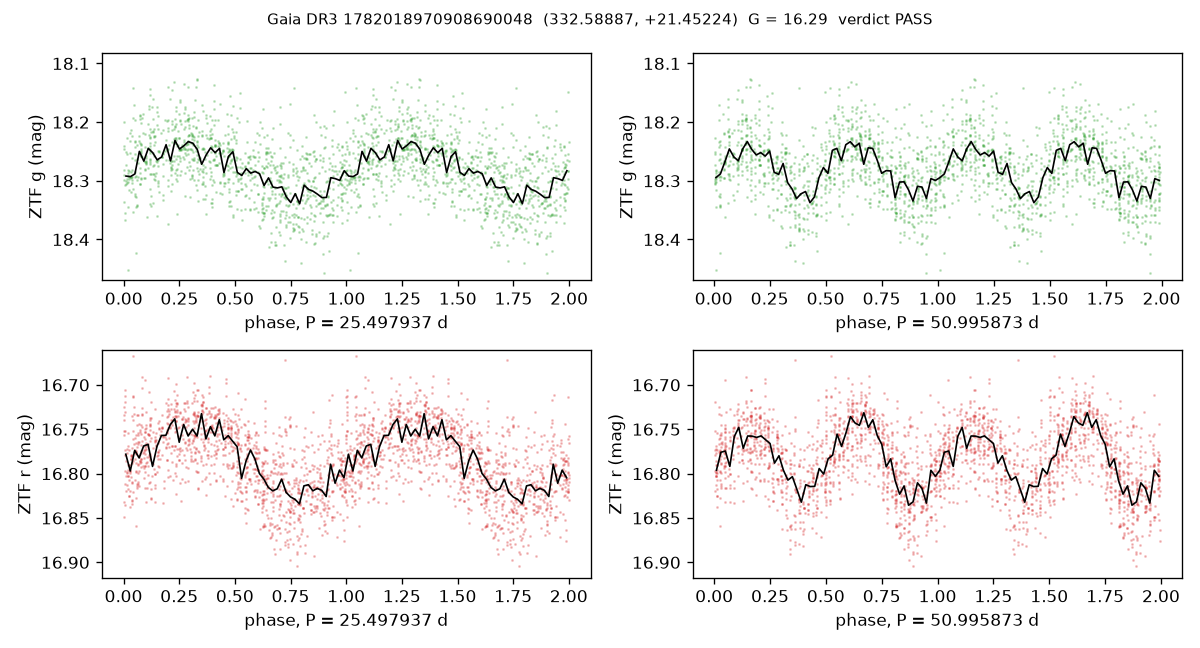 Gaia DR3 1782018970908690048  (332.58887, +21.45224)  G = 16.29  verdict PASS
ZTF g (mag)
18.1
18.2
18.3
18.4
0.00 0.25 0.50 0.75 1.00 1.25 1.50 1.75 2.00
phase, P = 25.497937 d
ZTF g (mag)
18.1
18.2
18.3
18.4
0.00 0.25 0.50 0.75 1.00 1.25 1.50 1.75 2.00
phase, P = 50.995873 d
ZTF r (mag)
16.70
16.75
16.80
16.85
16.90
0.00 0.25 0.50 0.75 1.00 1.25 1.50 1.75 2.00
phase, P = 25.497937 d
ZTF r (mag)
16.70
16.75
16.80
16.85
16.90
0.00 0.25 0.50 0.75 1.00 1.25 1.50 1.75 2.00
phase, P = 50.995873 d